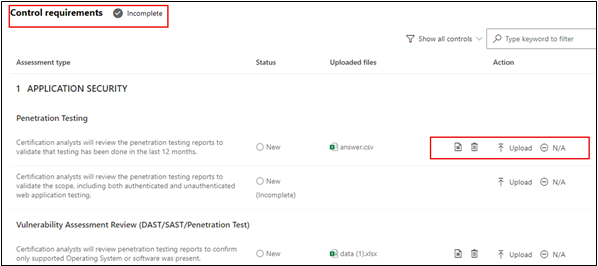 Control requirements Incomplete
Show all controls Type keyword to filter
Assessment type Status Uploaded files Action
1 APPLICATION SECURITY
Penetration Testing
Certification analysts will review the penetration testing reports to
validate that testing has been done in the last 12 months.
New answer.csv Upload N/A
Certification analysts will review the penetration testing reports to
validate the scope, including both authenticated and unauthenticated
web application testing.
New
(Incomplete)
Upload N/A
Vulnerability Assessment Review (DAST/SAST/Penetration Test)
Certification analysts will review penetration testing reports to confirm
only supported Operating System or software was present.
New data (1).xlsx Upload N/A